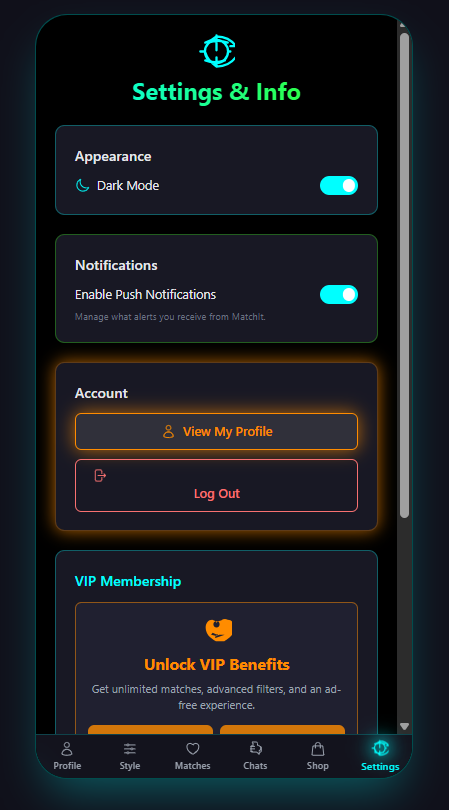 Settings & Info
Appearance
Dark Mode
Notifications
Enable Push Notifications
Manage what alerts you receive from MatchIt.
Account
View My Profile
Log Out
VIP Membership
Unlock VIP Benefits
Get unlimited matches, advanced filters, and an ad-
free experience.
Profile
Style
Matches
Chats
Shop
Settings